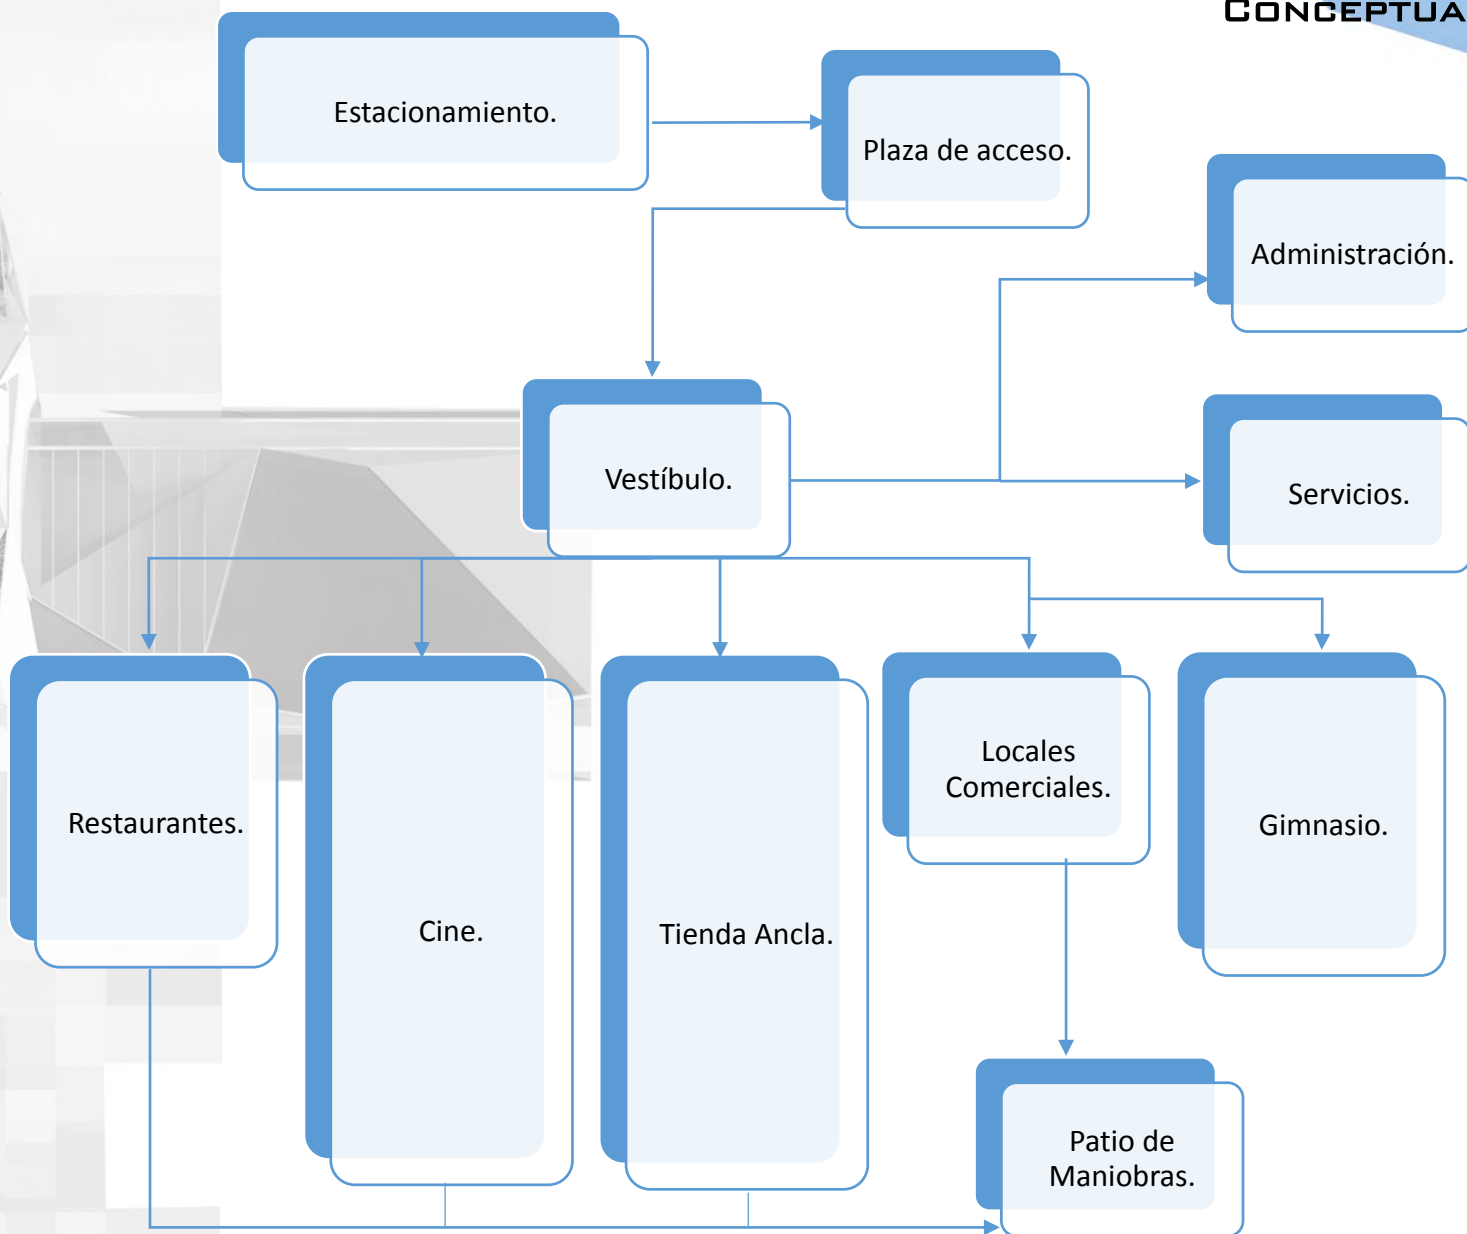 CONCEPTUA
Estacionamiento.
Plaza de acceso.
Administración.
Vestíbulo.
Servicios.
Restaurantes.
Cine.
Tienda Ancla.
Locales
Comerciales.
Gimnasio.
Patio de
Maniobras.